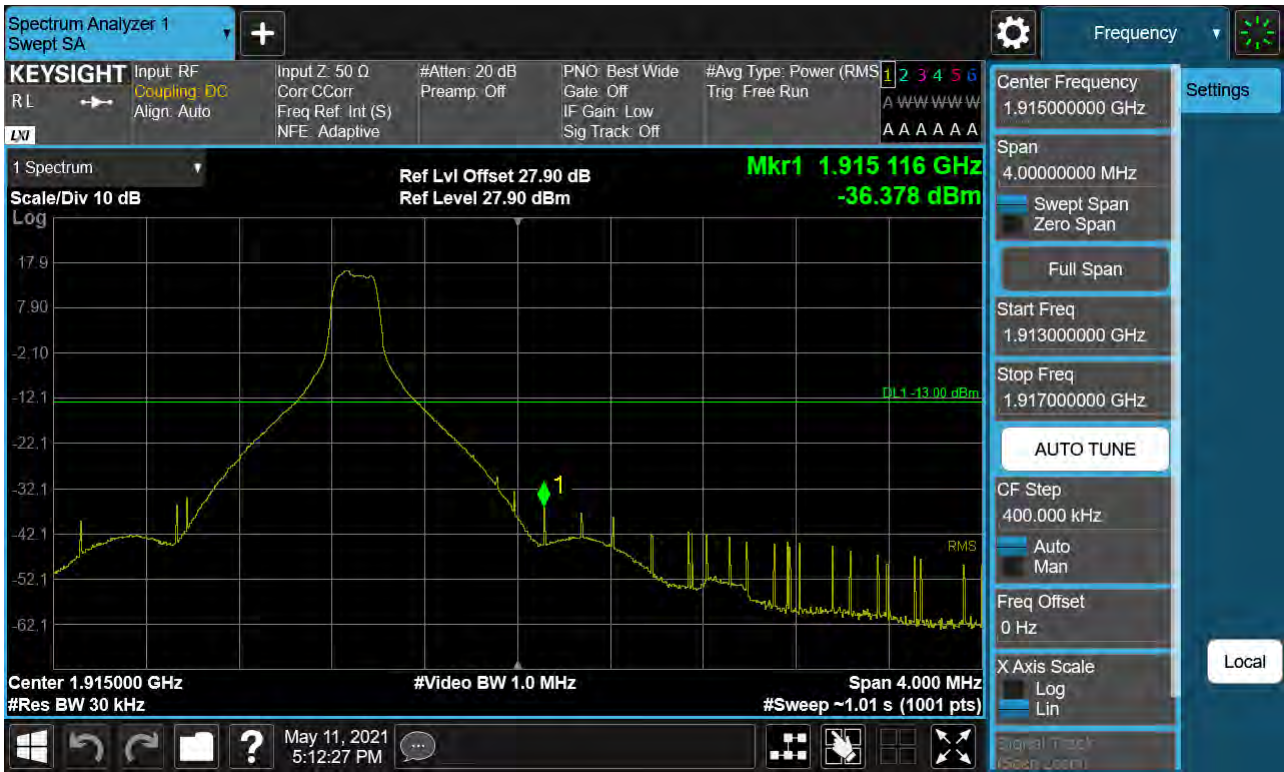 Spectrum Analyzer 1
Swept SA
Frequency
KEYSIGHT
RL
LXI
Input: RF
Coupling: DC
Align: Auto
Input Z: 50 Ω
Corr CCorr
Freq Ref: Int (S)
NFE: Adaptive
#Atten: 20 dB
Preamp: Off
PNO: Best Wide
Gate: Off
IF Gain: Low
Sig Track: Off
#Avg Type: Power (RMS
Trig: Free Run
1 2 3 4 5 6
A W W W W W
A A A A A A
1 Spectrum
Scale/Div 10 dB
Log
Ref Lvl Offset 27.90 dB
Ref Level 27.90 dBm
Mkr1 1.915 116 GHz
-36.378 dBm
17.9
7.90
-2.10
-12.1
-22.1
-32.1
-42.1
-52.1
-62.1
DL1 -13.00 dBm
1
RMS
Center 1.915000 GHz
#Res BW 30 kHz
#Video BW 1.0 MHz
Span 4.000 MHz
#Sweep ~1.01 s (1001 pts)
Center Frequency
1.915000000 GHz
Span
4.00000000 MHz
Swept Span
Zero Span
Full Span
Start Freq
1.913000000 GHz
Stop Freq
1.917000000 GHz
AUTO TUNE
CF Step
400.000 kHz
Auto
Man
Freq Offset
0 Hz
X Axis Scale
Log
Lin
Signal Track
(Span Zoom)
Settings
Local
?
May 11, 2021
5:12:27 PM